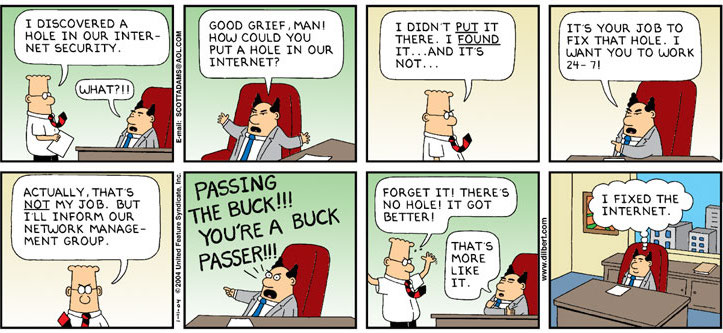 I DISCOVERED A
HOLE IN OUR INTER-
NET SECURITY.
WHAT?!!
E-mail: SCOTTADAMS@AOL.COM
GOOD GRIEF, MAN!
HOW COULD YOU
PUT A HOLE IN OUR
INTERNET?
I DIDN'T PUT IT
THERE. I FOUND
IT...AND IT'S
NOT...
IT'S YOUR JOB TO
FIX THAT HOLE. I
WANT YOU TO WORK
24-7!
ACTUALLY, THAT'S
NOT MY JOB. BUT
I'LL INFORM OUR
NETWORK MANAGE-
MENT GROUP.
1-11-04 © 2004 United Feature Syndicate, Inc.
PASSING
THE BUCK!!!
YOU'RE A BUCK
PASSER!!!
FORGET IT! THERE'S
NO HOLE! IT GOT
BETTER!
THAT'S
MORE
LIKE
IT.
www.dilbert.com
I FIXED THE
INTERNET.